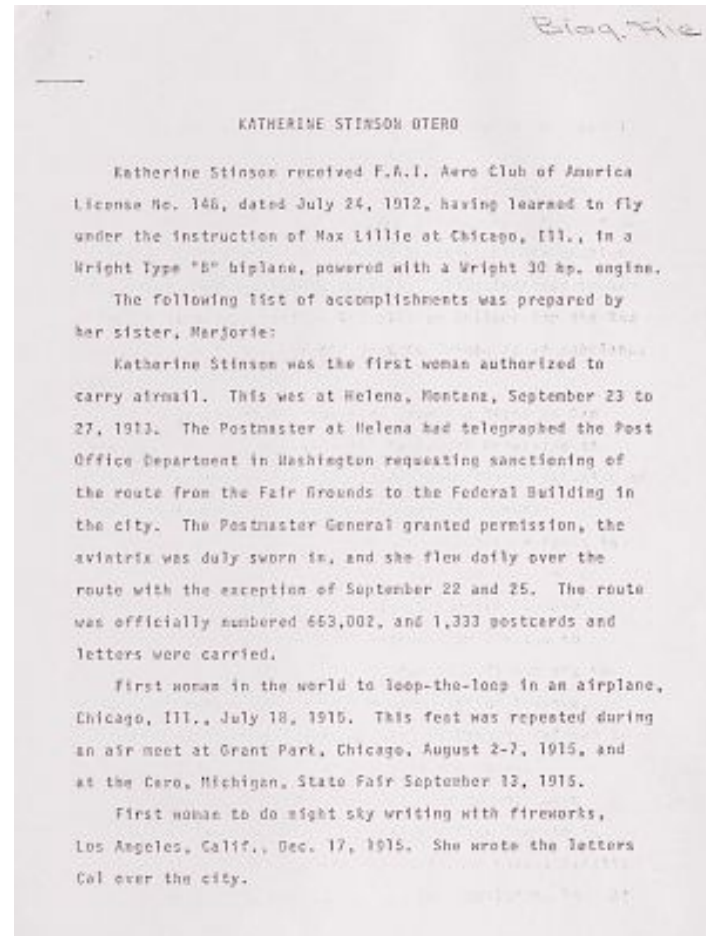 Biog. File
KATHERINE STINSON OTERO
Katherine Stinson received F.A.I. Aero Club of America
License No. 148, dated July 24, 1912, having learned to fly
under the instruction of Max Lillie at Chicago, Ill., in a
Wright Type "B" biplane, powered with a Wright 30 hp. engine.
The following list of accomplishments was prepared by
her sister, Marjorie:
Katherine Stinson was the first woman authorized to
carry airmail. This was at Helena, Montana, September 23 to
27, 1913. The Postmaster at Helena had telegraphed the Post
Office Department in Washington requesting sanctioning of
the route from the Fair Grounds to the Federal Building in
the city. The Postmaster General granted permission, the
aviatrix was duly sworn in, and she flew daily over the
route with the exception of September 22 and 25. The route
was officially numbered 663,002, and 1,333 postcards and
letters were carried.
First woman in the world to loop-the-loop in an airplane,
Chicago, Ill., July 18, 1915. This feat was repeated during
an air meet at Grant Park, Chicago, August 2-7, 1915, and
at the Caro, Michigan, State Fair September 13, 1915.
First woman to do night sky writing with fireworks,
Los Angeles, Calif., Dec. 17, 1915. She wrote the letters
Cal over the city.